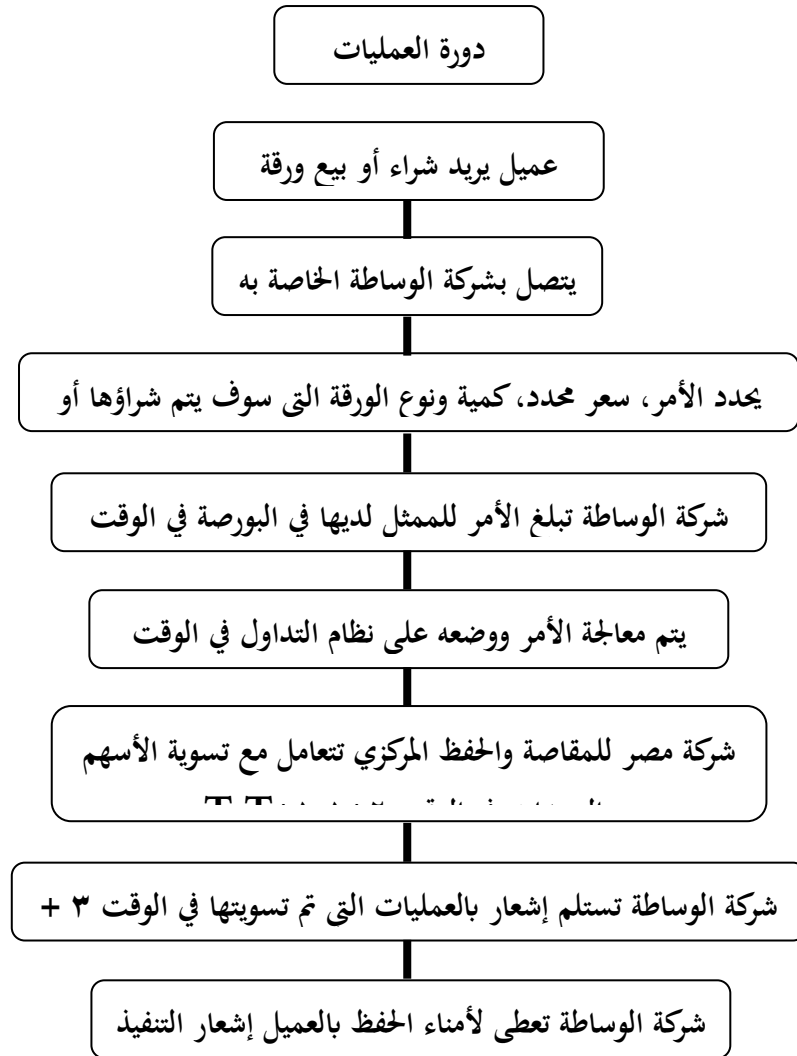 دورة العمليات
عميل يريد شراء أو بيع ورقة
يتصل بشركة الوساطة الخاصة به
يحدد الأمر، سعر محدد، كمية ونوع الورقة التى سوف يتم شراؤها أو
شركة الوساطة تبلغ الأمر للممثل لديها في البورصة في الوقت
يتم معالجة الأمر ووضعه على نظام التداول في الوقت
شركة مصر للمقاصة والحفظ المركزي تتعامل مع تسوية الأسهم
شركة الوساطة تستلم إشعار بالعمليات التى تم تسويتها في الوقت ٣ +
شركة الوساطة تعطى لأمناء الحفظ بالعميل إشعار التنفيذ